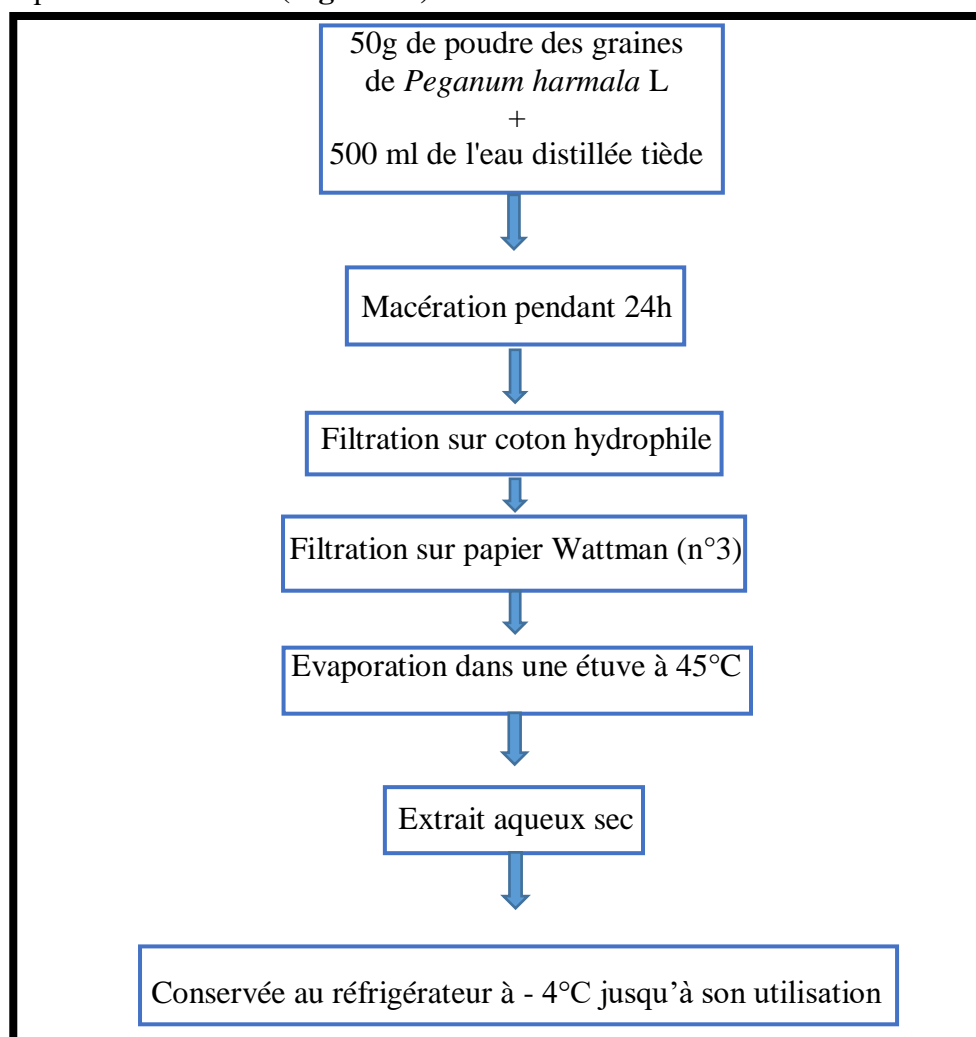 50g de poudre des graines
de Peganum harmala L
+
500 ml de l'eau distillée tiède
Macération pendant 24h
Filtration sur coton hydrophile
Filtration sur papier Wattman (n°3)
Evaporation dans une étuve à 45°C
Extrait aqueux sec
Conservée au réfrigérateur à - 4°C jusqu'à son utilisation